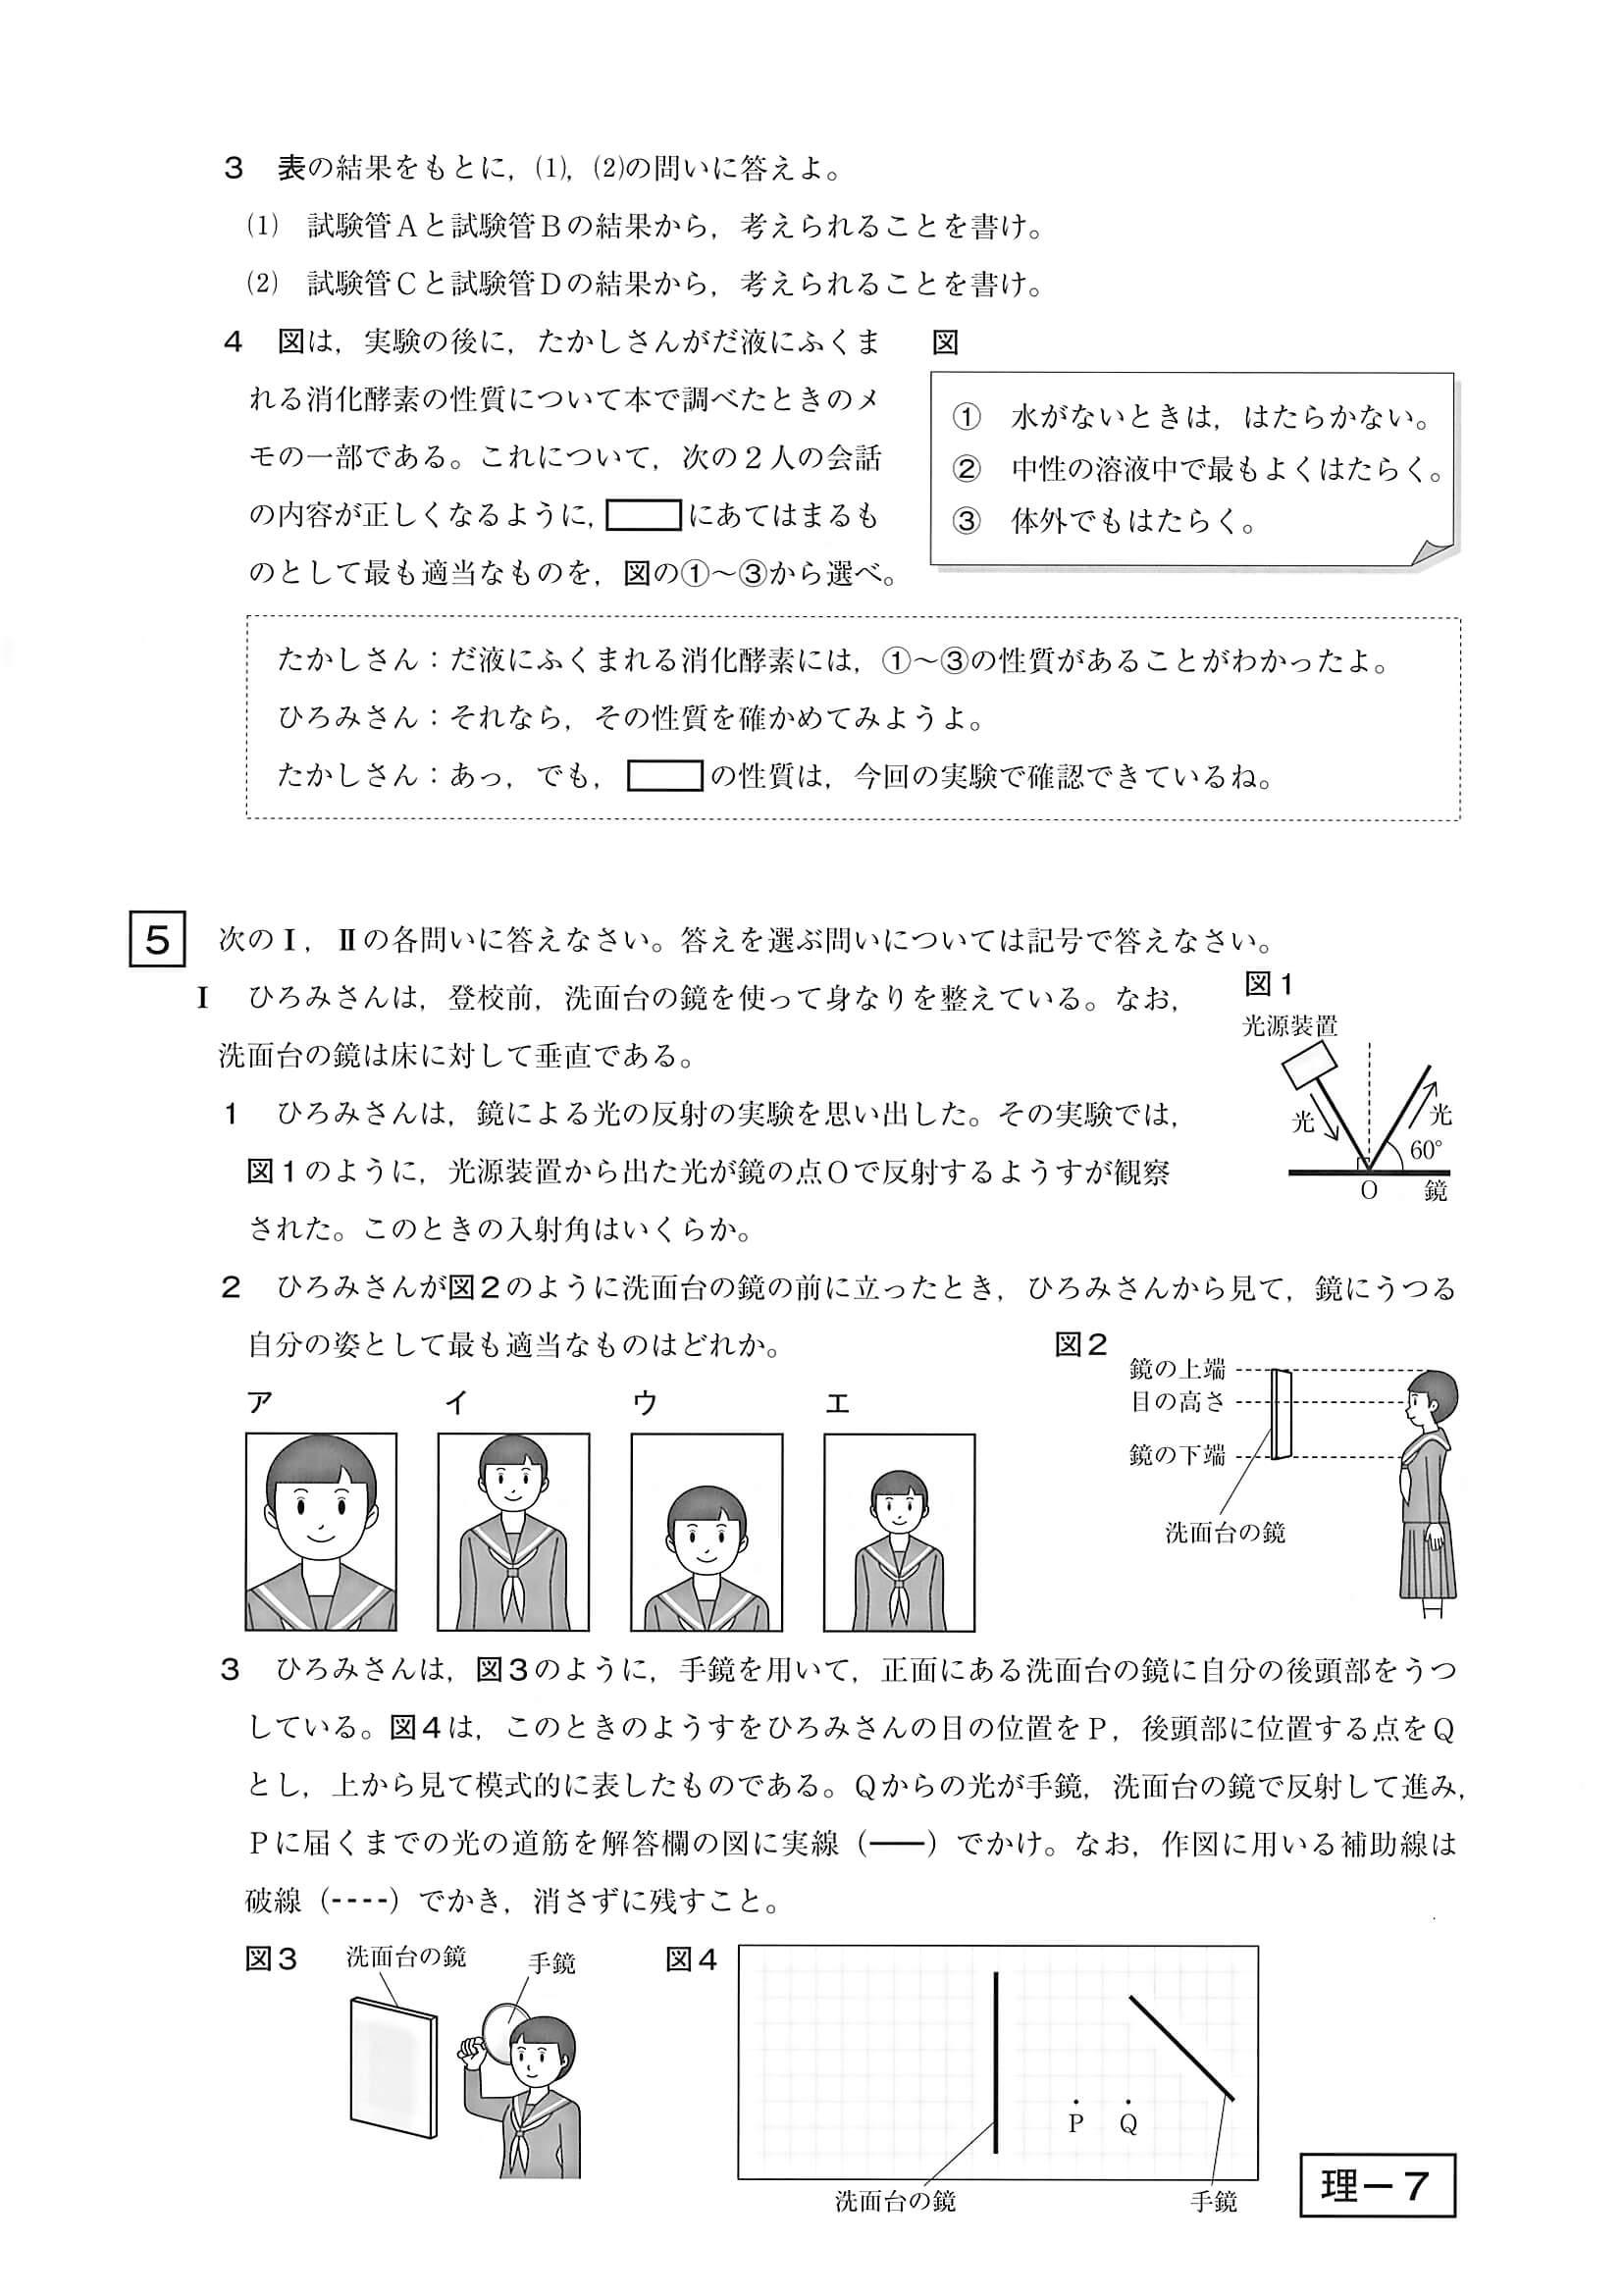 3 表の結果をもとに，⑴，⑵の問いに答えよ。
⑴ 試験管Ａと試験管Ｂの結果から，考えられることを書け。
⑵ 試験管Ｃと試験管Ｄの結果から，考えられることを書け。
4 図は，実験の後に，たかしさんがだ液にふくま
れる消化酵素の性質について本で調べたときのメ
モの一部である。これについて，次の２人の会話
の内容が正しくなるように，□にあてはまるも
のとして最も適当なものを，図の①～③から選べ。
図
① 水がないときは，はたらかない。
② 中性の溶液中で最もよくはたらく。
③ 体外でもはたらく。
たかしさん：だ液にふくまれる消化酵素には，①～③の性質があることがわかったよ。
ひろみさん：それなら，その性質を確かめてみようよ。
たかしさん：あっ，でも，□の性質は，今回の実験で確認できているね。
5 次のⅠ，Ⅱの各問いに答えなさい。答えを選ぶ問いについては記号で答えなさい。
Ⅰ ひろみさんは，登校前，洗面台の鏡を使って身なりを整えている。なお，
洗面台の鏡は床に対して垂直である。
1 ひろみさんは，鏡による光の反射の実験を思い出した。その実験では，
図１のように，光源装置から出た光が鏡の点Ｏで反射するようすが観察
された。このときの入射角はいくらか。
図１
光源装置
光
光
60°
O
鏡
2 ひろみさんが図２のように洗面台の鏡の前に立ったとき，ひろみさんから見て，鏡にうつる
自分の姿として最も適当なものはどれか。
ア イ ウ エ
図２
鏡の上端
目の高さ
鏡の下端
洗面台の鏡
3 ひろみさんは，図３のように，手鏡を用いて，正面にある洗面台の鏡に自分の後頭部をうつ
している。図４は，このときのようすをひろみさんの目の位置をＰ，後頭部に位置する点をＱ
とし，上から見て模式的に表したものである。Ｑからの光が手鏡，洗面台の鏡で反射して進み，
Ｐに届くまでの光の道筋を解答欄の図に実線（――）でかけ。なお，作図に用いる補助線は
破線（----）でかき，消さずに残すこと。
図３
洗面台の鏡
手鏡
図４
P
Q
洗面台の鏡
手鏡
理－7